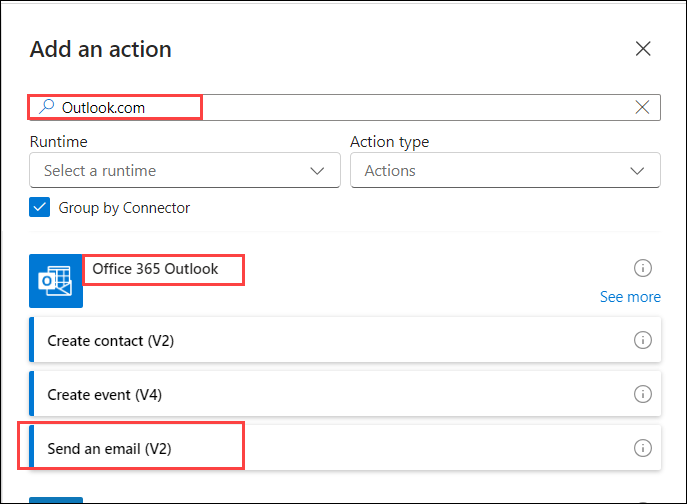 Add an action
Outlook.com
Runtime Action type
Select a runtime Actions
Group by Connector
Office 365 Outlook
See more
Create contact (V2)
Create event (V4)
Send an email (V2)